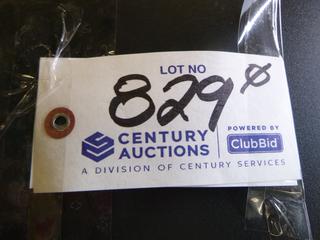 LOT NO
829 ø
CENTURY
AUCTIONS
POWERED BY
ClubBid
A DIVISION OF CENTURY SERVICES